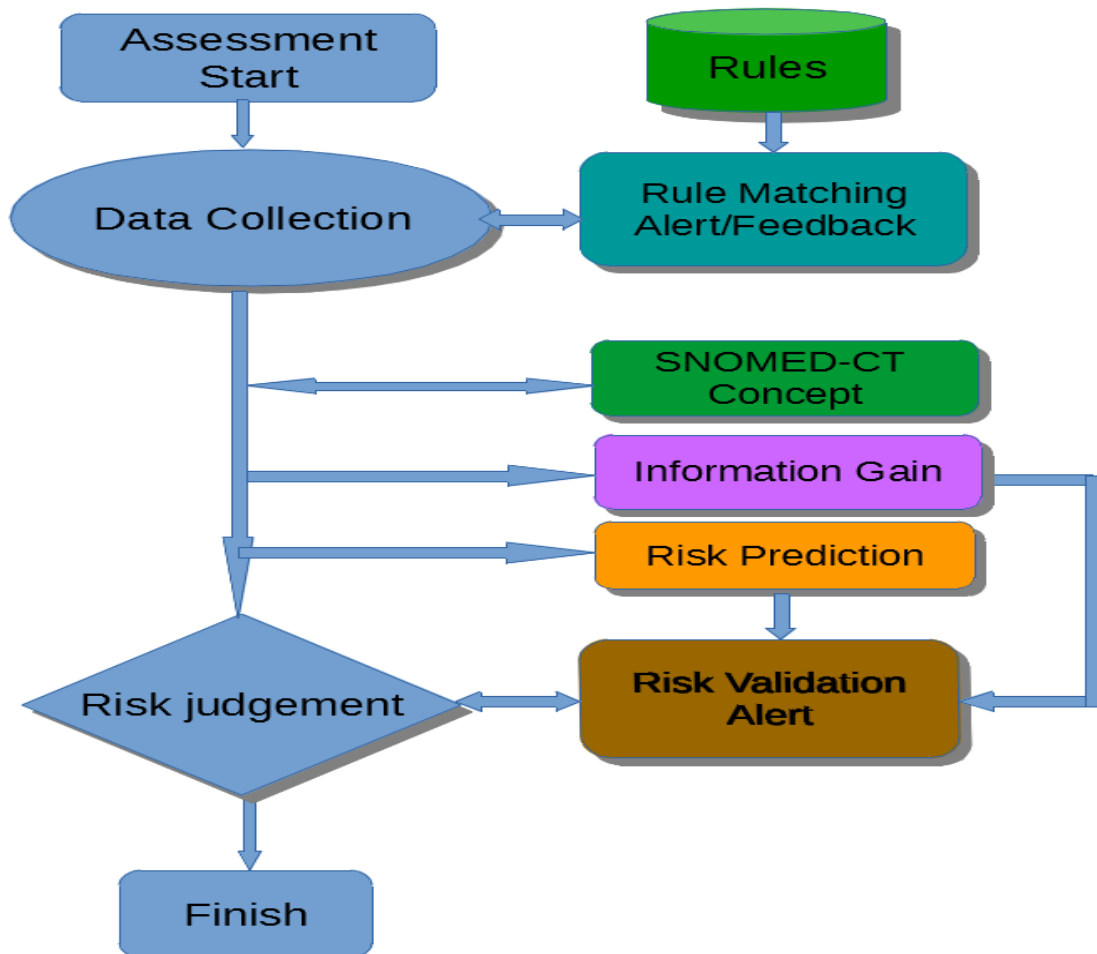 Assessment
Start
Rules
Data Collection
Rule Matching
Alert/Feedback
SNOMED-CT
Concept
Information Gain
Risk Prediction
Risk judgement
Risk Validation
Alert
Finish